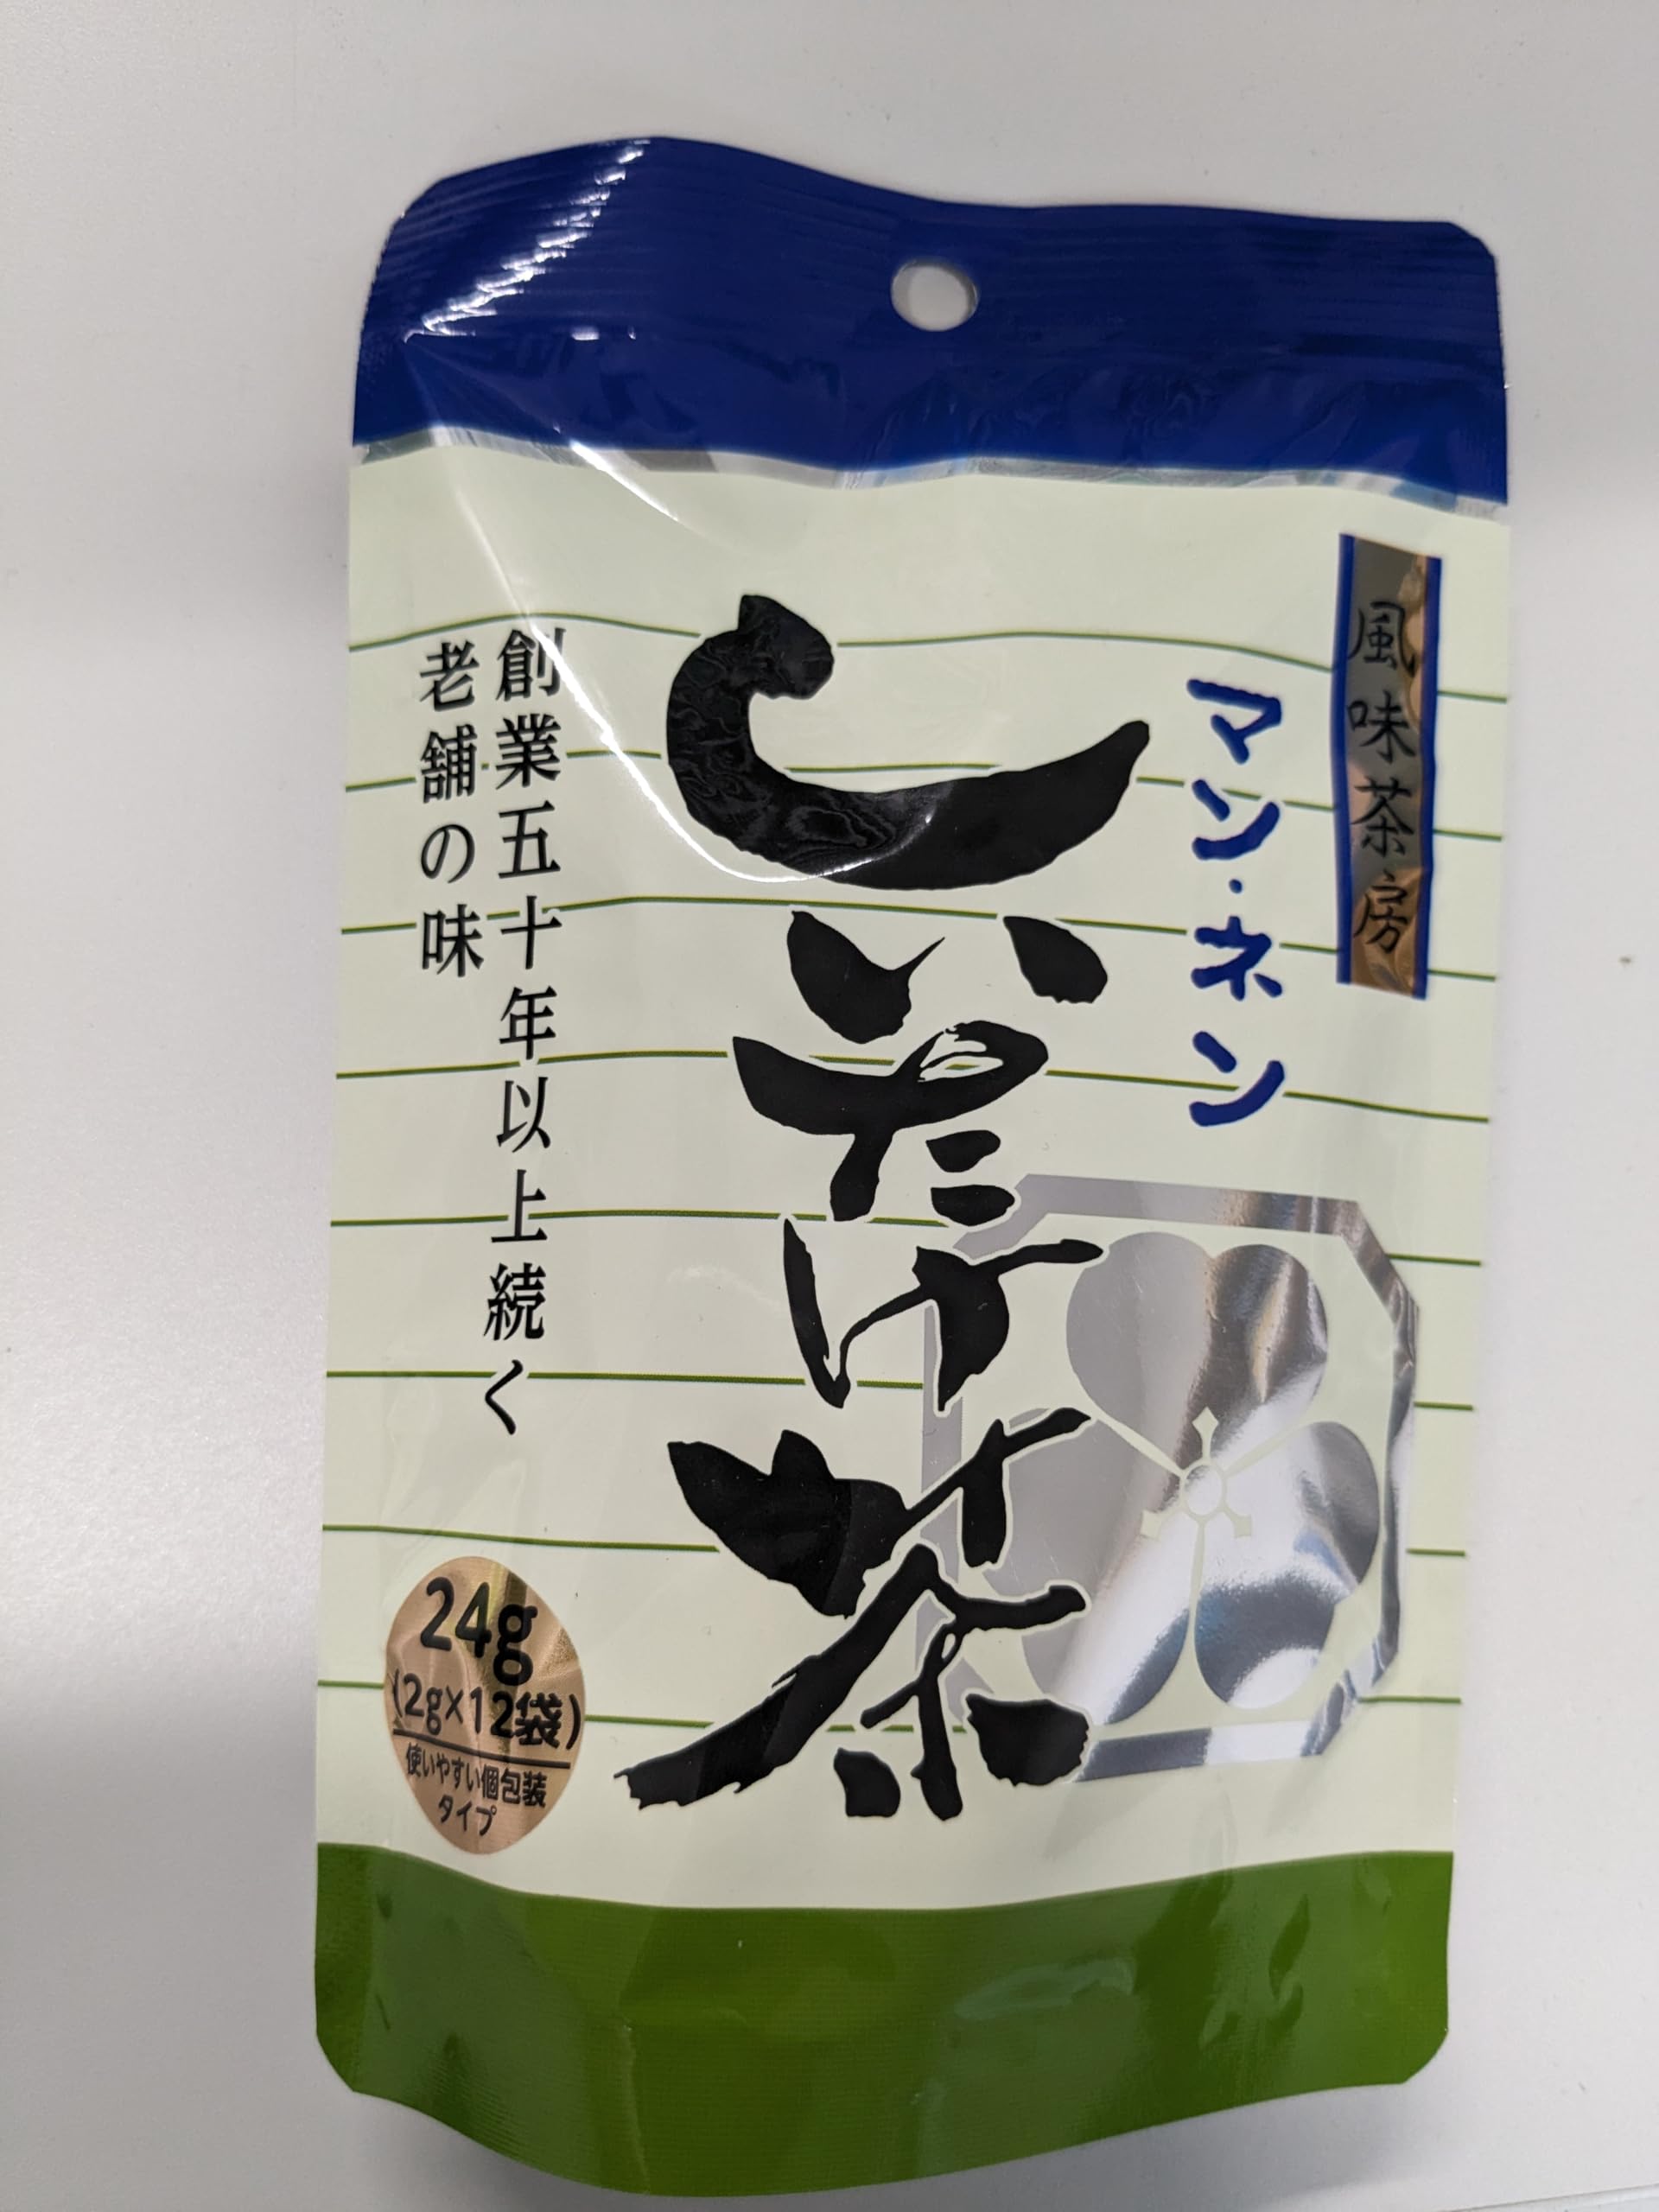 風味茶房
マン・ネン
しいたけ茶
創業五十年以上続く
老舗の味
24g
(2g×12袋)
使いやすい個包装
タイプ